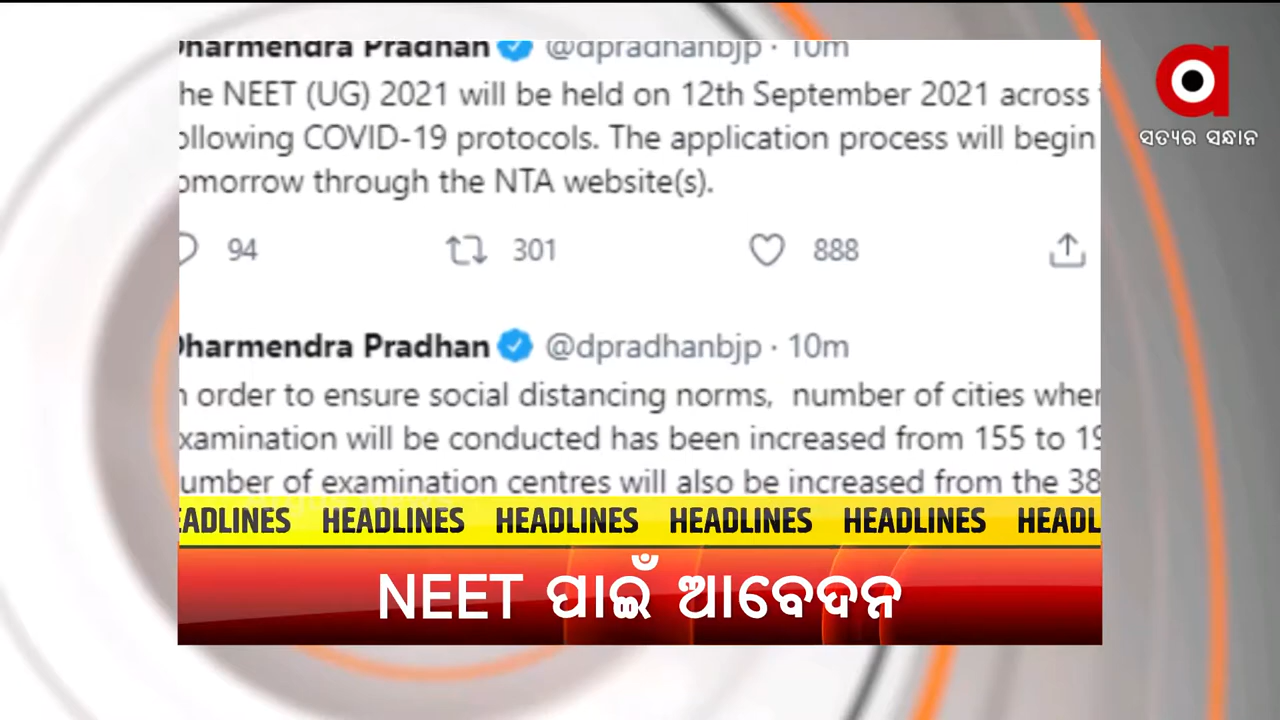 Dharmendra Pradhan @dpradhanbjp · 10m
he NEET (UG) 2021 will be held on 12th September 2021 across
ollowing COVID-19 protocols. The application process will begin
omorrow through the NTA website(s).
94 301 888
Dharmendra Pradhan @dpradhanbjp · 10m
n order to ensure social distancing norms, number of cities wher
xamination will be conducted has been increased from 155 to 19
umber of examination centres will also be increased from the 38
EADLINES HEADLINES HEADLINES HEADLINES HEADLINES HEADL
NEET ପାଇଁ ଆବେଦନ
a
ସତ୍ୟର ସନ୍ଧାନ